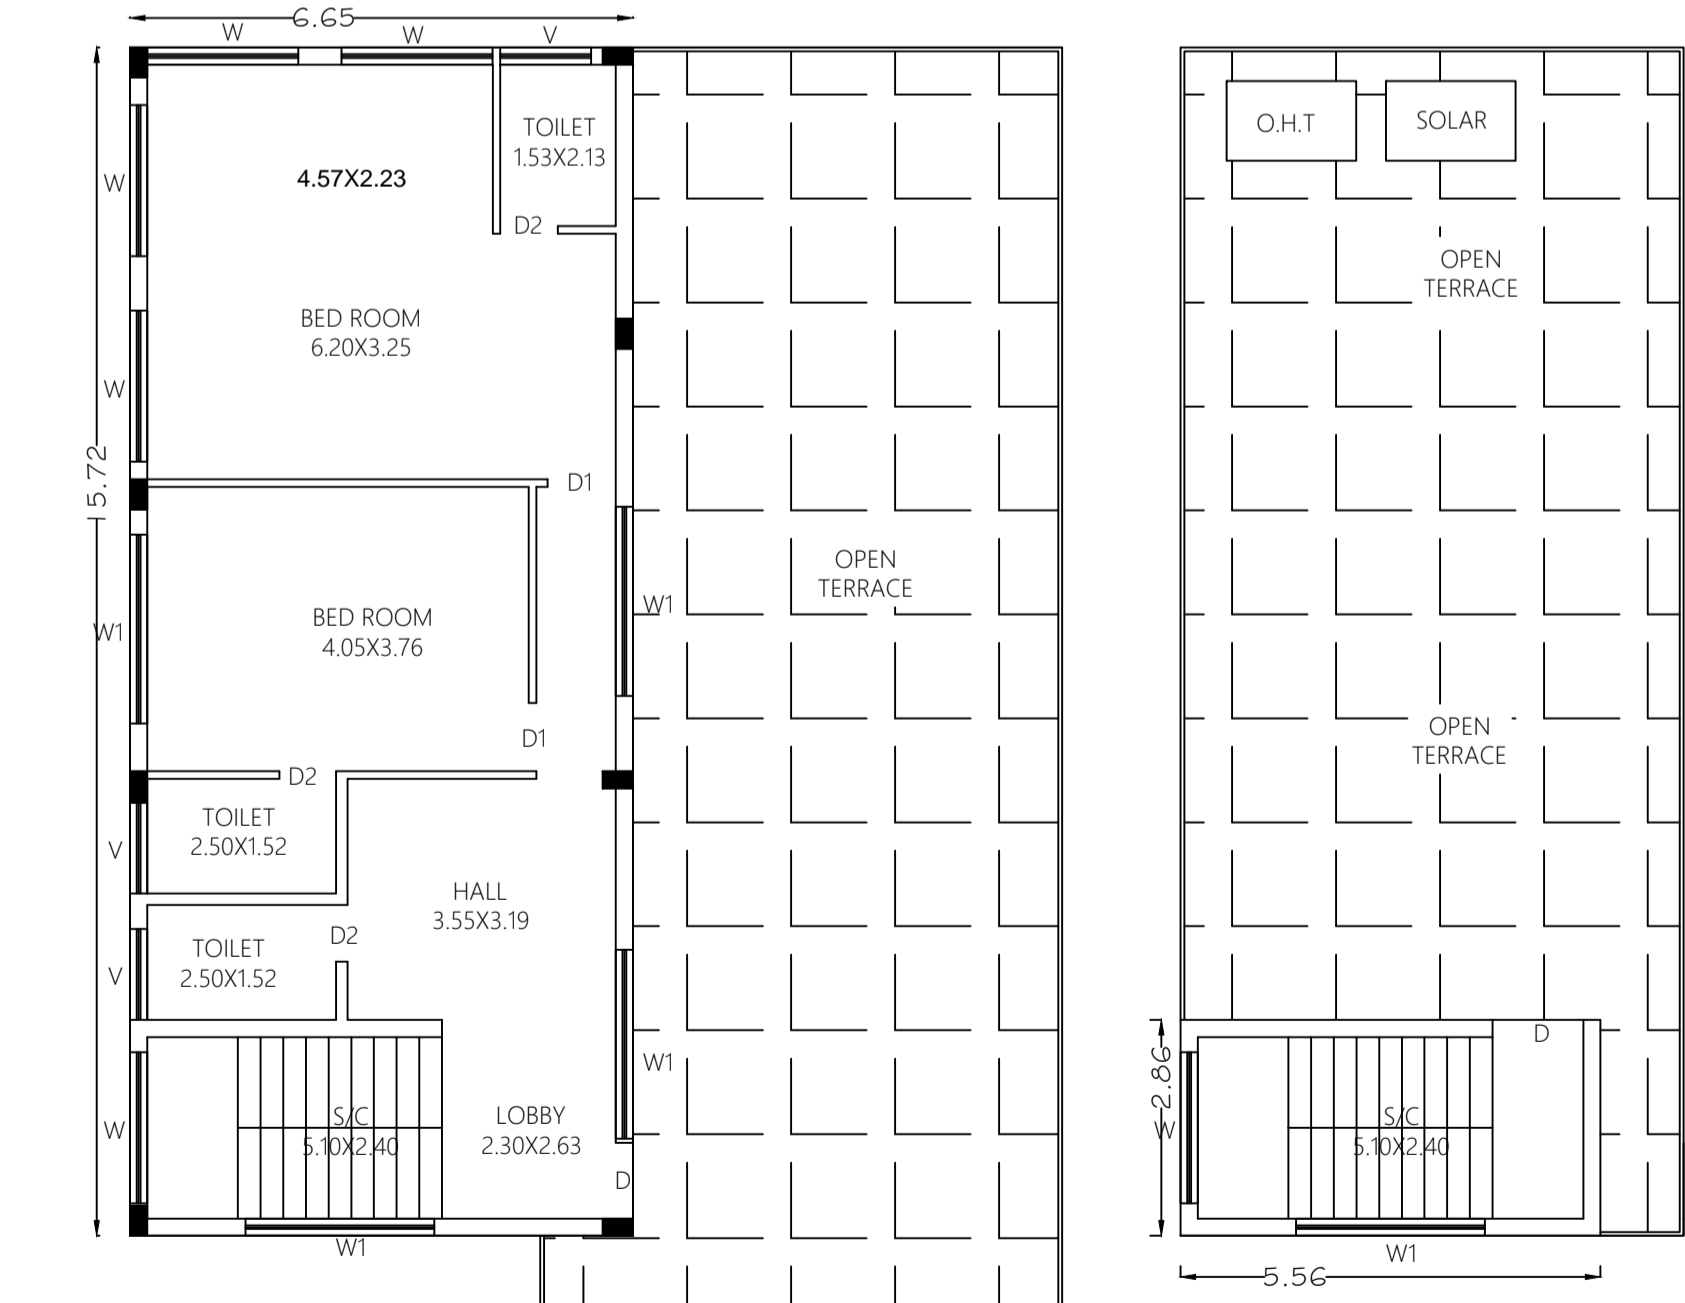 6.65
W
W
V
TOILET
1.53X2.13
4.57X2.23
W
D2
BED ROOM
6.20X3.25
W
15.72
D1
BED ROOM
4.05X3.76
W1
W1
D1
D2
TOILET
2.50X1.52
V
HALL
3.55X3.19
D2
TOILET
2.50X1.52
V
W1
S/C
5.10X2.40
LOBBY
2.30X2.63
W
D
W1
OPEN
TERRACE
O.H.T
SOLAR
OPEN
TERRACE
OPEN
TERRACE
D
2.86
W
S/C
5.10X2.40
W1
5.56